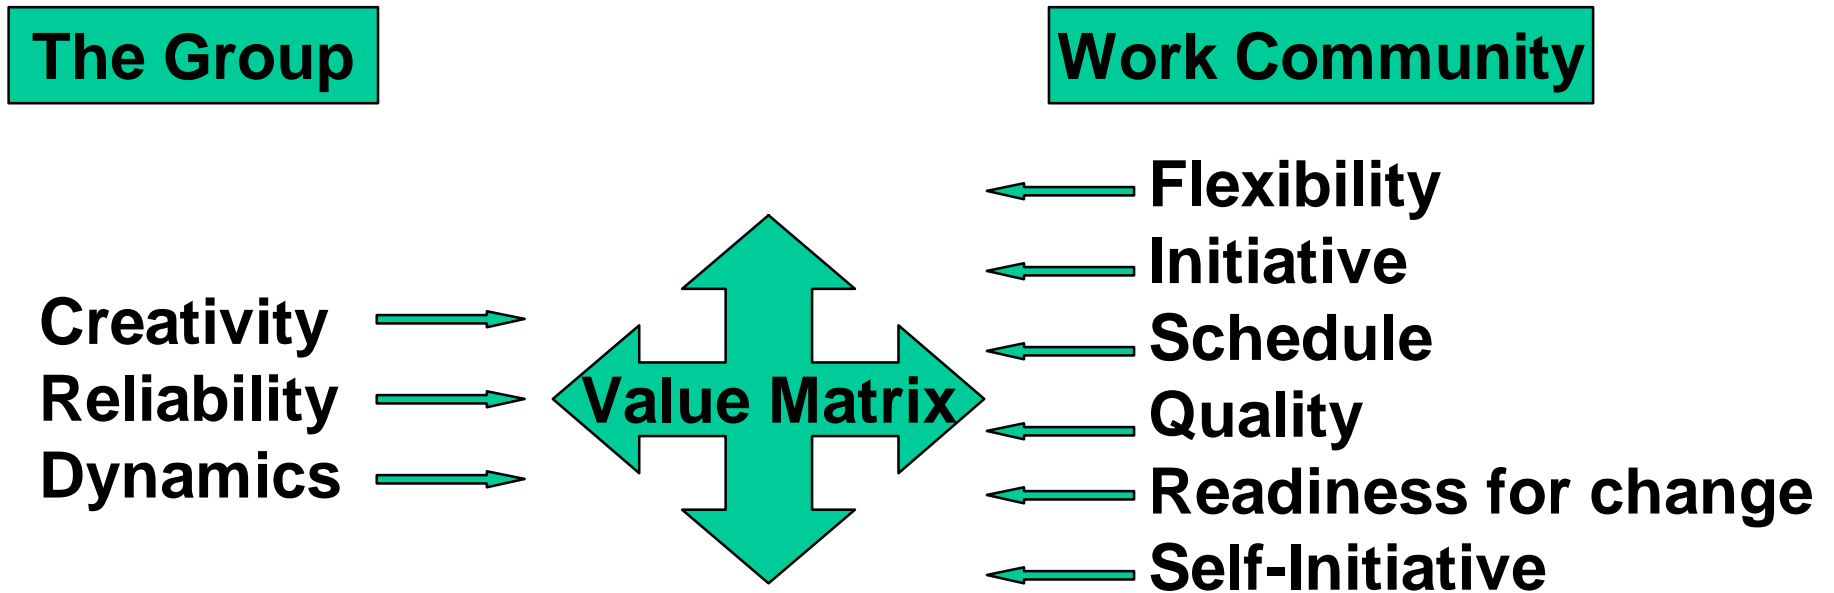 The Group
Work Community
Creativity
Reliability
Dynamics
Value Matrix
Flexibility
Initiative
Schedule
Quality
Readiness for change
Self-Initiative